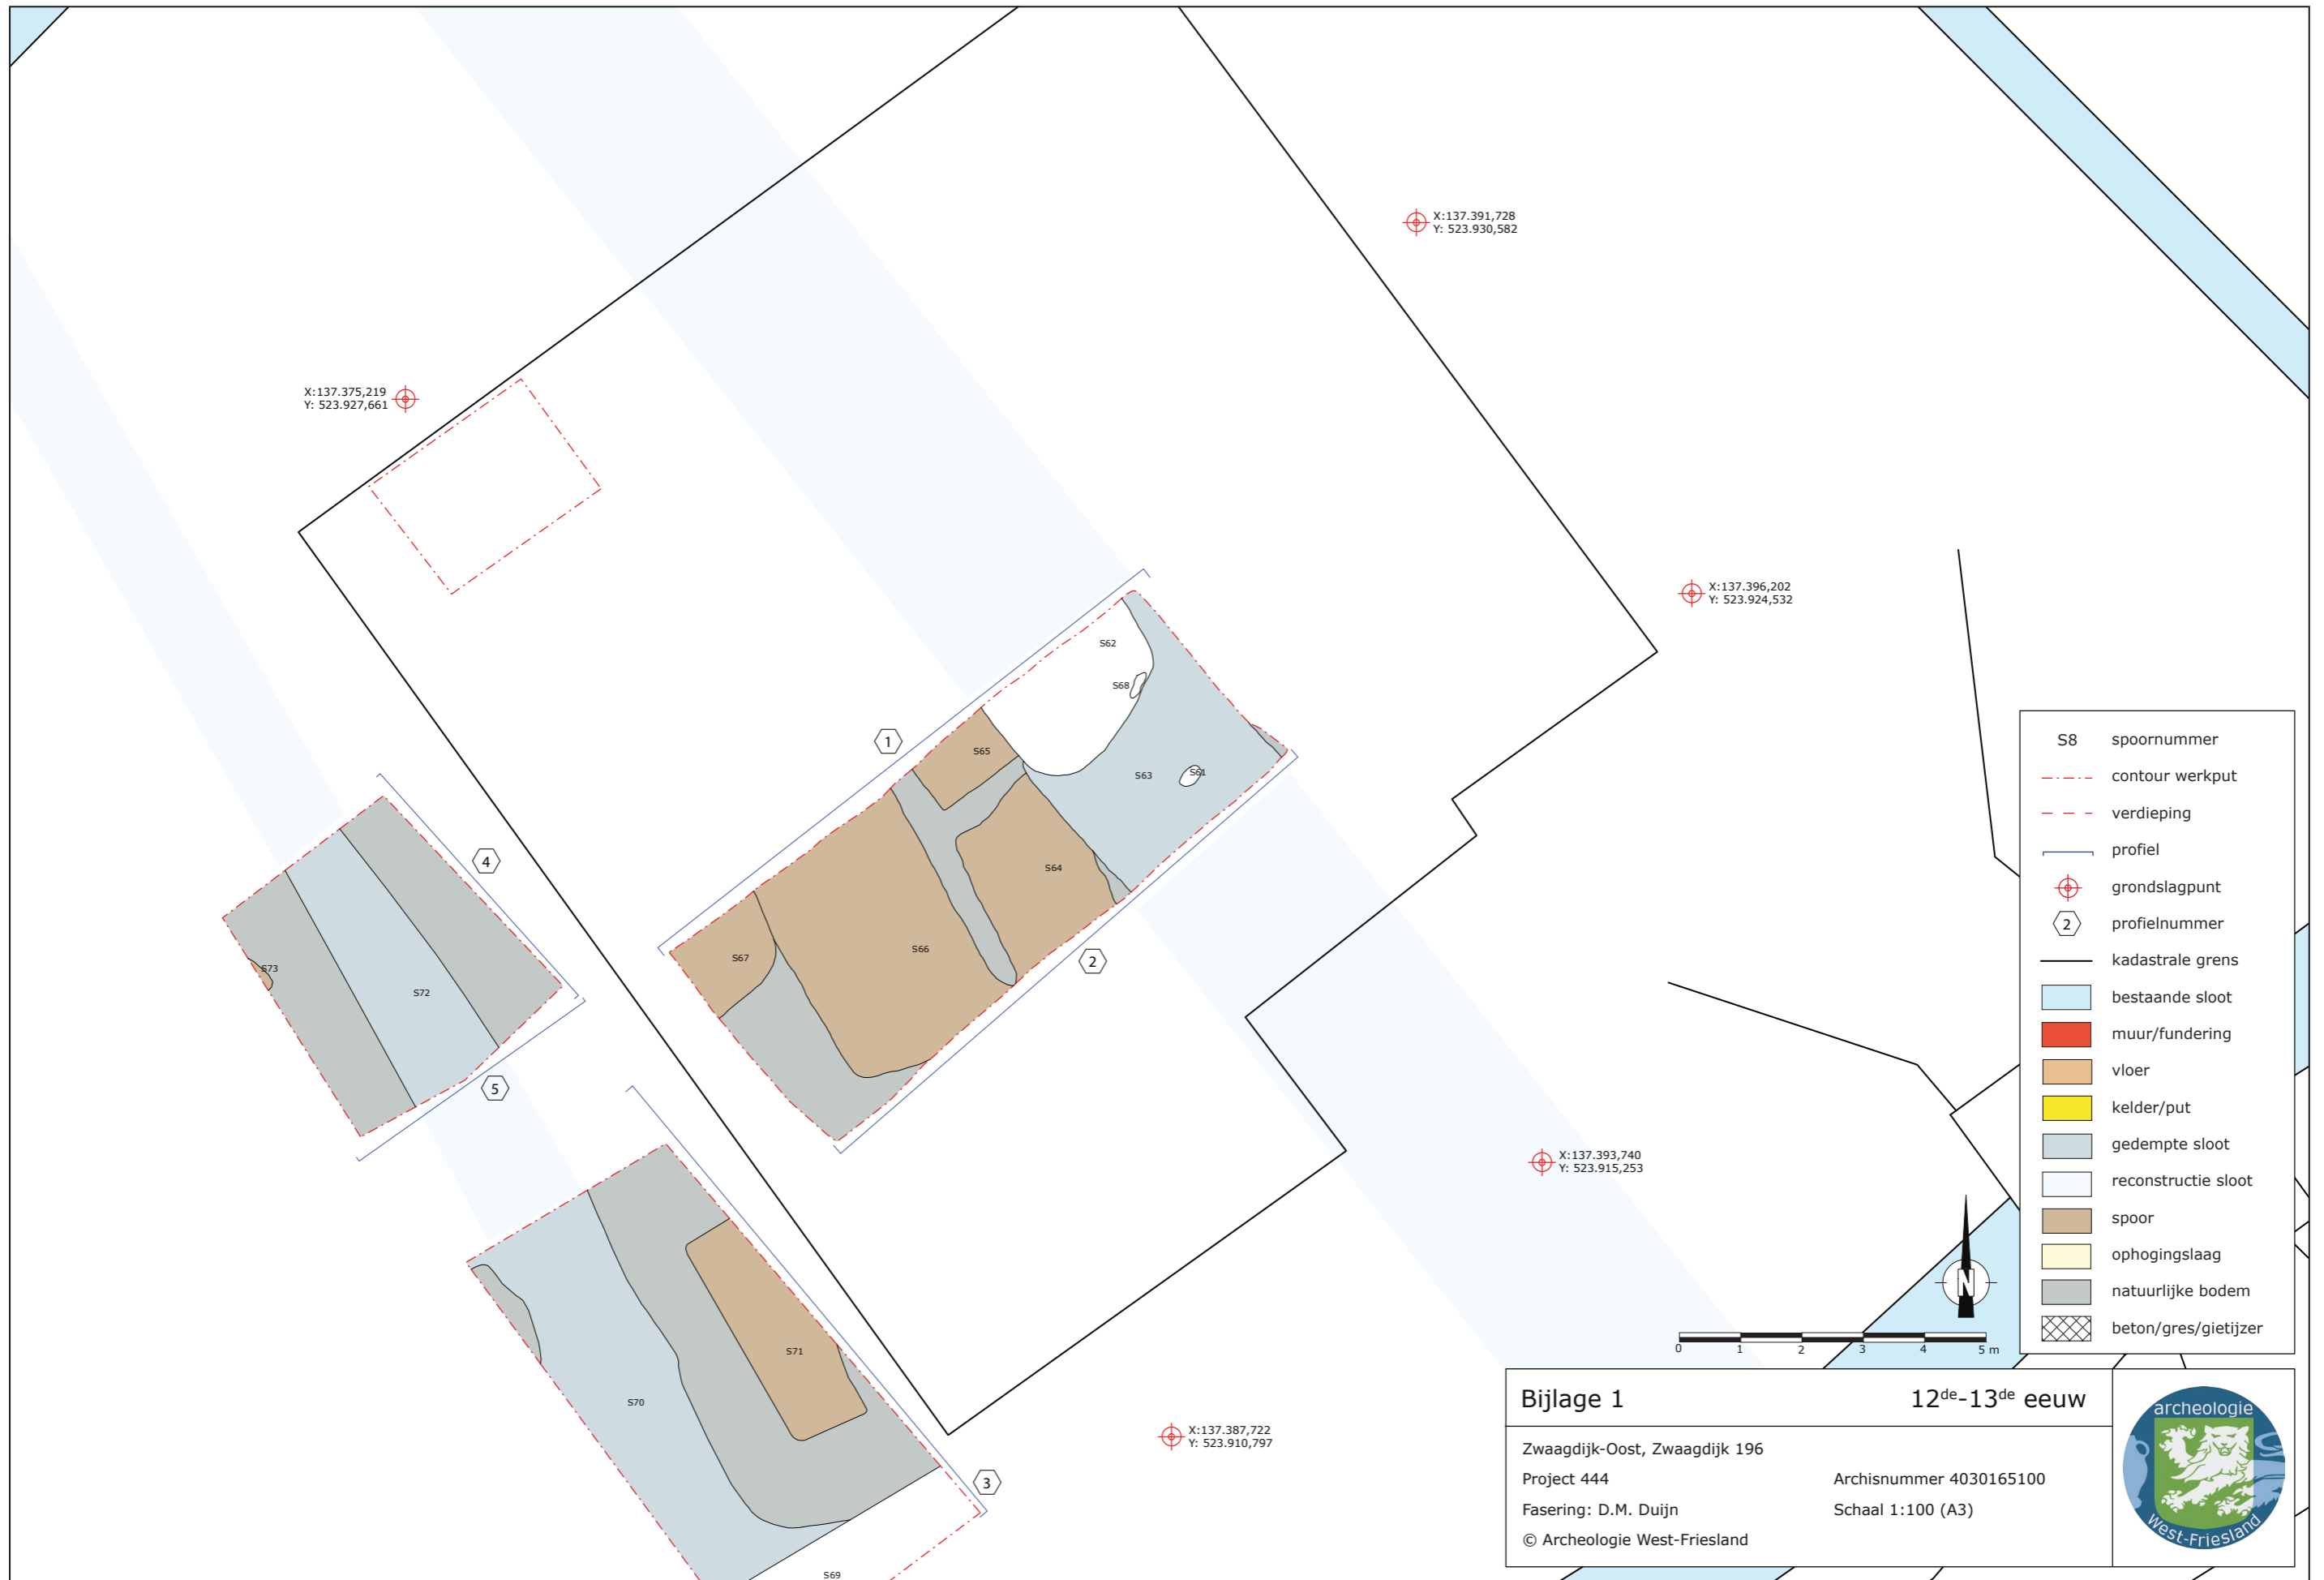 X:137.391,728
Y: 523.930,582
X:137.375,219
Y: 523.927,661
X:137.396,202
Y: 523.924,532
S62
S68
1
S65
S63
S61
4
S64
S66
S67
2
S73
S72
5
X:137.393,740
Y: 523.915,253
S71
S70
X:137.387,722
Y: 523.910,797
3
S69
S8 spoornummer
contour werkput
verdieping
profiel
grondslagpunt
2 profielnummer
kadastrale grens
bestaande sloot
muur/fundering
vloer
kelder/put
gedempte sloot
reconstructie sloot
spoor
ophogingslaag
natuurlijke bodem
beton/gres/gietijzer
N
0 1 2 3 4 5 m
Bijlage 1 12de-13de eeuw
Zwaagdijk-Oost, Zwaagdijk 196
Project 444 Archisnummer 4030165100
Fasering: D.M. Duijn Schaal 1:100 (A3)
© Archeologie West-Friesland
archeologie
West-Friesland